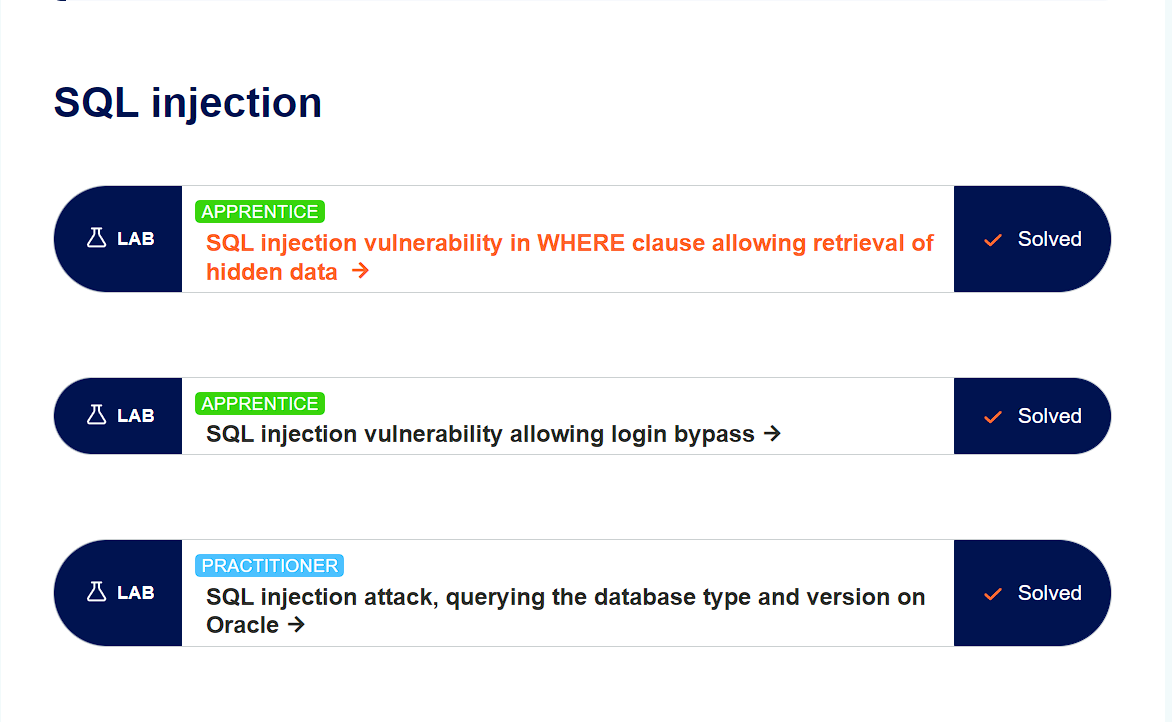 SQL injection
LAB
APPRENTICE
SQL injection vulnerability in WHERE clause allowing retrieval of
hidden data →
Solved
LAB
APPRENTICE
SQL injection vulnerability allowing login bypass →
Solved
LAB
PRACTITIONER
SQL injection attack, querying the database type and version on
Oracle →
Solved